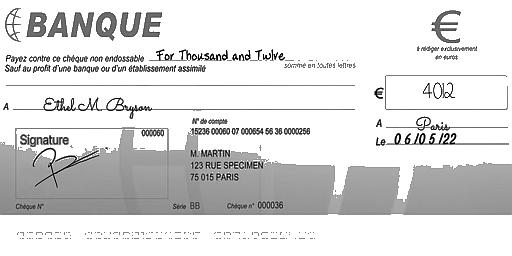 BANQUE
€
à rédiger exclusivement
en euros
Payez contre ce chèque non endossable For Thousand and Twlve
somme en toutes lettres
Sauf au profit d'une banque ou d'un établissement assimilé
€ 4012
A Ethel M. Bryson
A Paris
Le 06/05/22
Signature
000060
N° de compte
15236 00060 07 000654 56 36 0000256
M. MARTIN
123 RUE SPECIMEN
75 015 PARIS
Chèque N°
Série BB
Chèque n° 000036